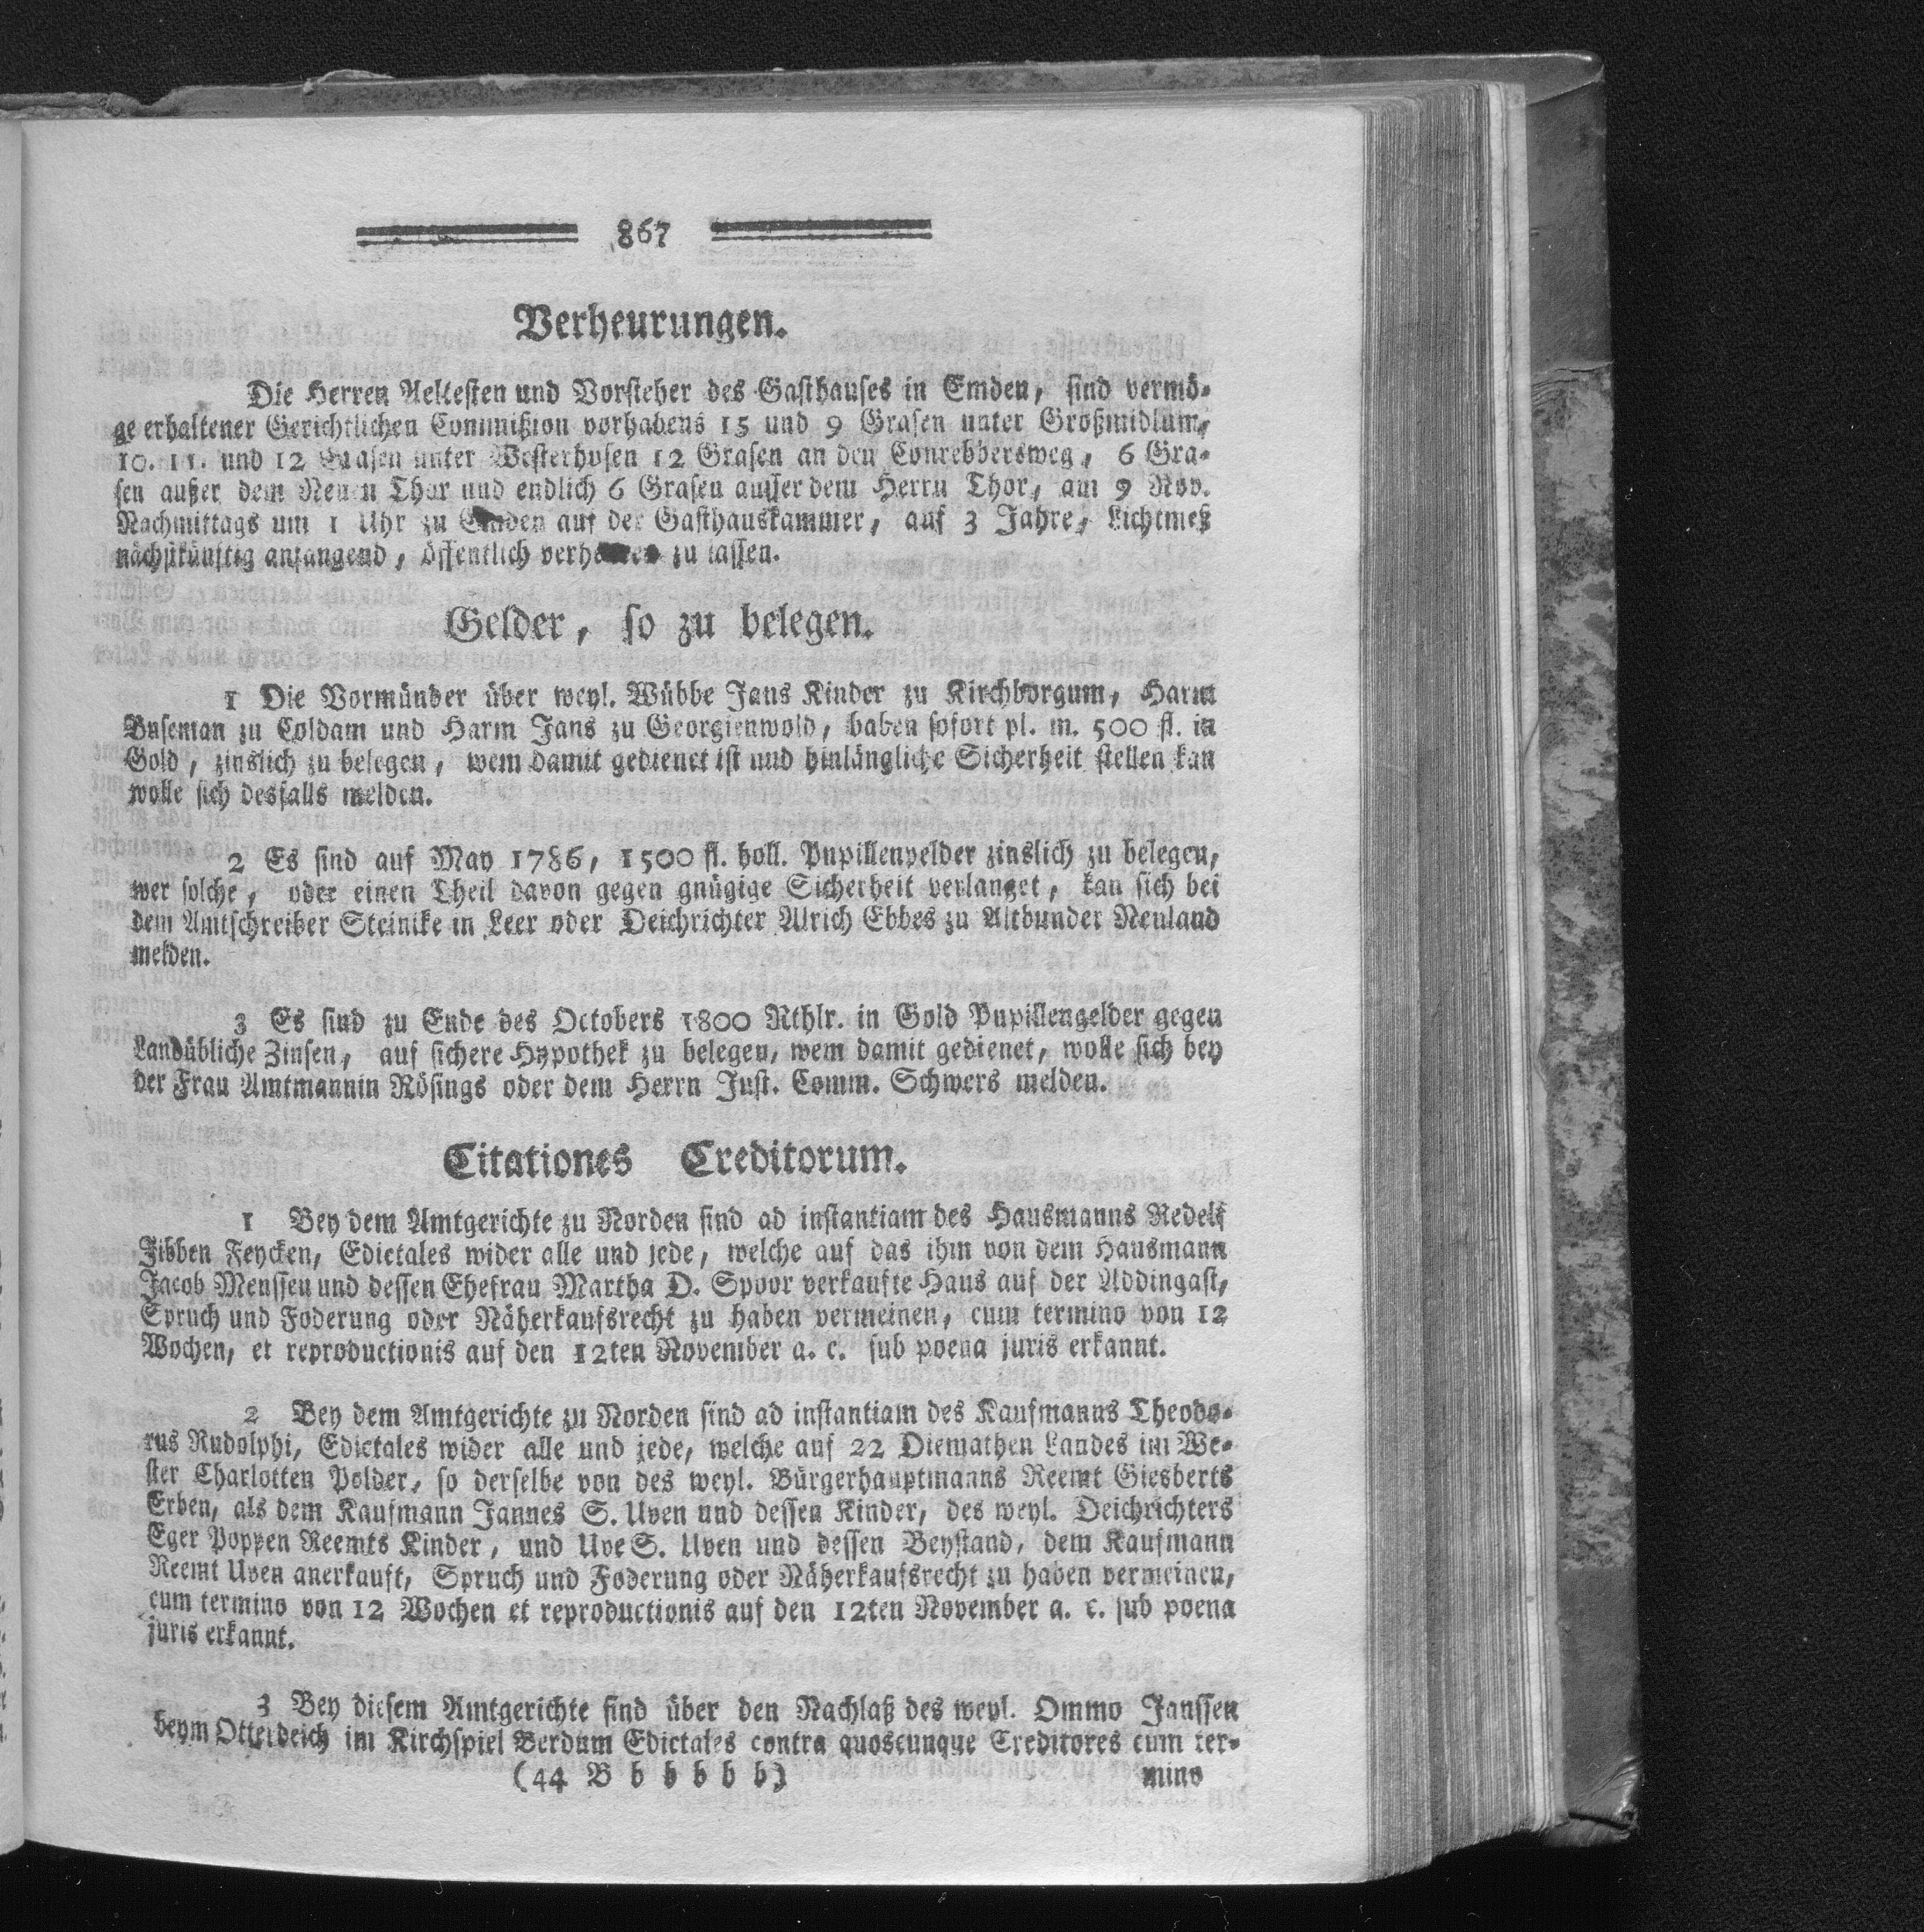 867
Verheurungen.
Die Herren Aeltesten und Vorsteher des Gasthauses in Emden, sind vermö-
ge erhaltener Gerichtlichen Commißion vorhabens 15 und 9 Grasen unter Großmidlum,
10. 11. und 12 Grasen unter Westerhusen 12 Grasen an den Conrebbersweg, 6 Gra-
sen außer dem Neuen Thor und endlich 6 Grasen ausser dem Herrn Thor, am 9 Nov.
Nachmittags um 1 Uhr zu Emden auf der Gasthauskammer, auf 3 Jahre, Lichtmeß
nächstkünftig anfangend, öffentlich zu lassen.
Gelder, so zu belegen.
1 Die Vormünder über weyl. Wübbe Jans Kinder zu Kirchborgum, Harm
Buseman zu Coldam und Harm Jans zu Georgienwold, haben sofort pl. m. 500 fl. in
Gold, zinslich zu belegen, wem damit gedienet ist und hinlängliche Sicherheit stellen kan
wolle sich desfalls melden.
2 Es sind auf May 1786, 1500 fl. holl. Pupillengelder zinslich zu belegen,
wer solche, oder einen Theil davon gegen gnügige Sicherheit verlanget, kan sich bei
dem Amtschreiber Steinike in Leer oder Deichrichter Ulrich Ebbes zu Altbunder Neuland
melden.
3 Es sind zu Ende des Octobers 1800 Rthlr. in Gold Pupillengelder gegen
Landübliche Zinsen, auf sichere Hypothek zu belegen, wem damit gedienet, wolle sich bey
der Frau Amtmannin Rösings oder dem Herrn Just. Comm. Schwers melden.
Citationes Creditorum.
1 Bey dem Amtgerichte zu Norden sind ad instantiam des Hausmanns Redelf
Jibben Feycken, Edictales wider alle und jede, welche auf das ihm von dem Hausmann
Jacob Menssen und dessen Ehefrau Martha D. Spoor verkaufte Haus auf der Addingast,
Spruch und Foderung oder Näherkaufsrecht zu haben vermeinen, cum termino von 12
Wochen, et reproductionis auf den 12ten November a. c. sub poena juris erkannt.
2 Bey dem Amtgerichte zu Norden sind ad instantiam des Kaufmanns Theodo-
rus Rudolphi, Edictales wider alle und jede, welche auf 22 Diemathen Landes im We-
ster Charlotten Polder, so derselbe von des weyl. Bürgerhauptmanns Reemt Giesberts
Erben, als dem Kaufmann Jannes S. Uven und dessen Kinder, des weyl. Deichrichters
Eger Poppen Reemts Kinder, und Uve S. Uven und dessen Beystand, dem Kaufmann
Reemt Uven anerkauft, Spruch und Foderung oder Näherkaufsrecht zu haben vermeinen,
cum termino von 12 Wochen et reproductionis auf den 12ten November a. c. sub poena
juris erkannt.
3 Bey diesem Amtgerichte sind über den Nachlaß des weyl. Ommo Janssen
beym Otterdeich im Kirchspiel Berdum Edictales contra quoscunque Creditores cum ter-
(44 B b b b b b)
mino